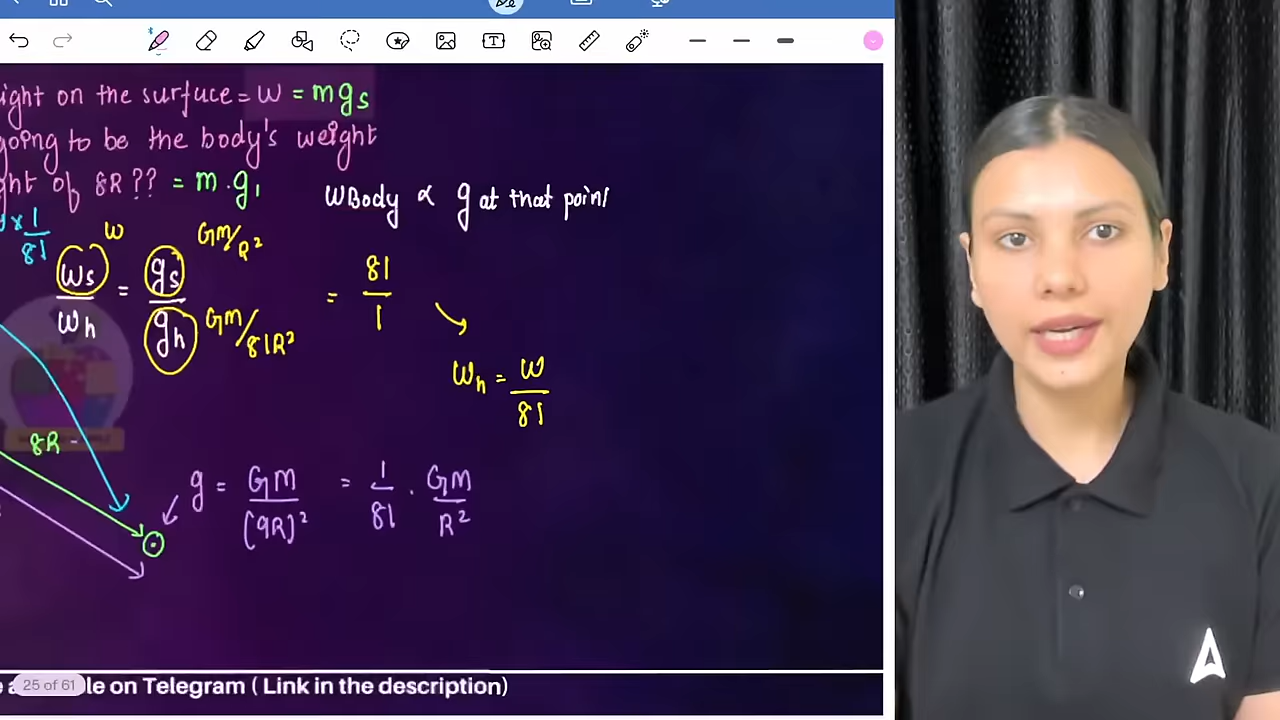 ight on the surface = W = mgs
going to be the body's weight
ght of 8R?? = m.g1
WBody ∝ g at that point
× 1/81
Ws/Wh = gs/gh = 81/1
W
GM/R²
GM/81R²
Wh = W/81
8R
g = GM/(9R)² = 1/81 . GM/R²
25 of 61
le on Telegram ( Link in the description)